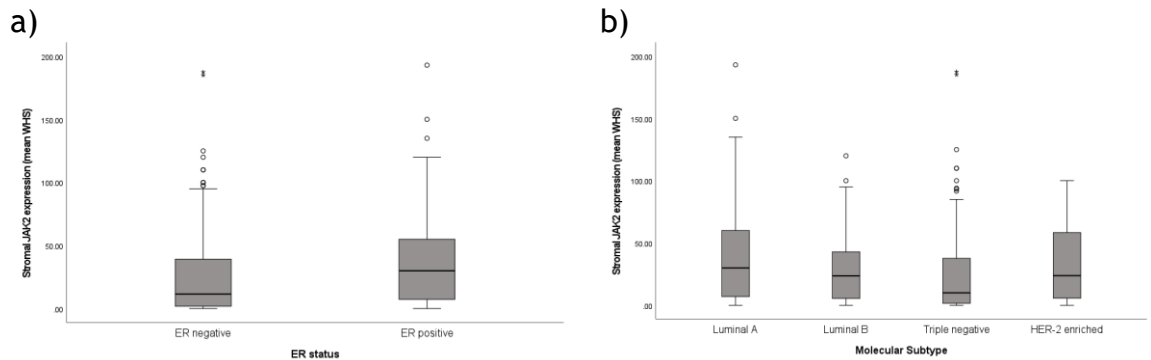 a)
Stromal JAK2 expression (mean WHS)
200.00
150.00
100.00
50.00
.00
ER negative ER positive
ER status
b)
Stromal JAK2 expression (mean WHS)
200.00
150.00
100.00
50.00
.00
Luminal A Luminal B Triple negative HER-2 enriched
Molecular Subtype